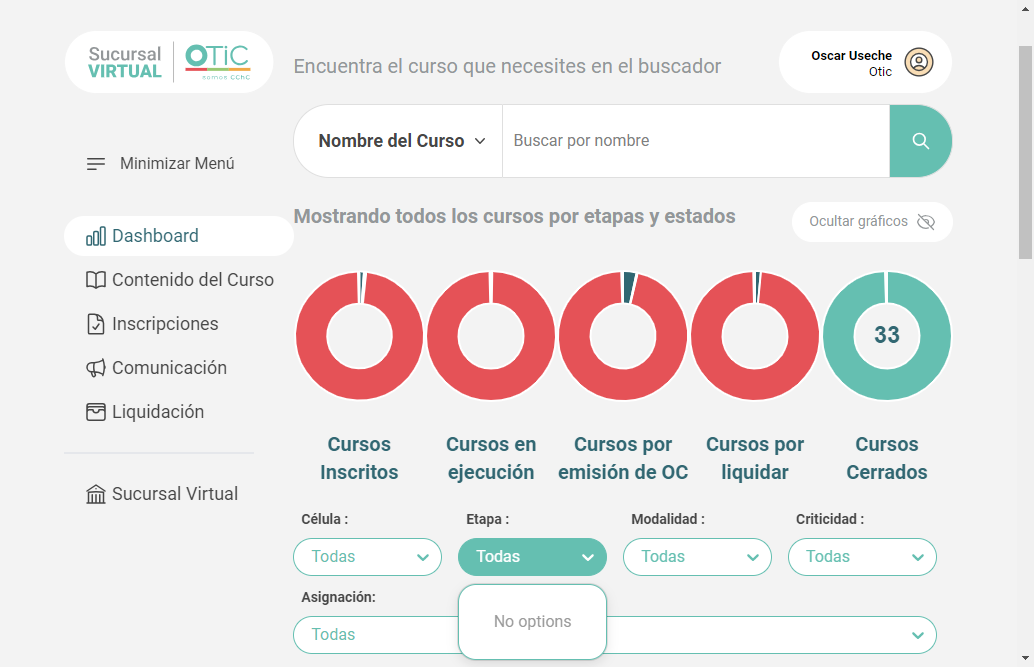 Sucursal
VIRTUAL
OTIC
somos CChC
Encuentra el curso que necesites en el buscador
Oscar Useche
Otic
Nombre del Curso
Buscar por nombre
Minimizar Menú
Mostrando todos los cursos por etapas y estados
Ocultar gráficos
Dashboard
Contenido del Curso
Inscripciones
Comunicación
Liquidación
Sucursal Virtual
33
Cursos
Inscritos
Cursos en
ejecución
Cursos por
emisión de OC
Cursos por
liquidar
Cursos
Cerrados
Célula :
Etapa :
Modalidad :
Criticidad :
Todas
Todas
Todas
Todas
Asignación:
Todas
No options